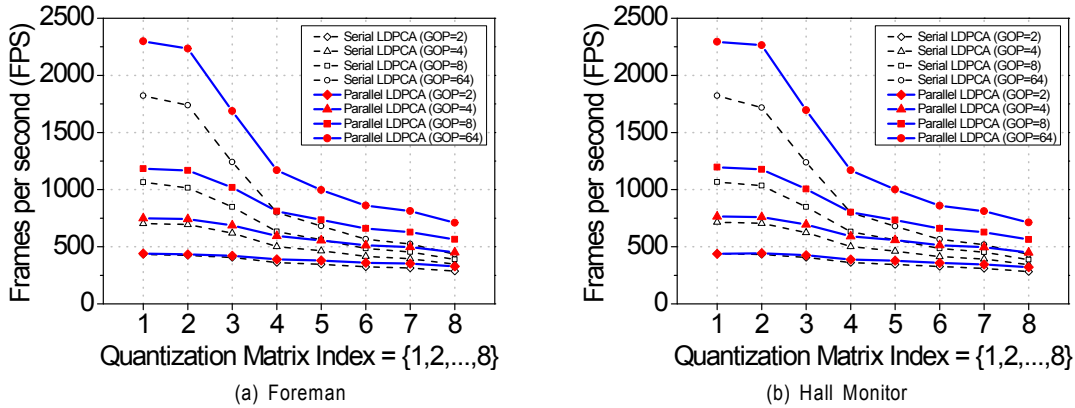 Frames per second (FPS)
2500
2000
1500
1000
500
0
Serial LDPCA (GOP=2)
Serial LDPCA (GOP=4)
Serial LDPCA (GOP=8)
Serial LDPCA (GOP=64)
Parallel LDPCA (GOP=2)
Parallel LDPCA (GOP=4)
Parallel LDPCA (GOP=8)
Parallel LDPCA (GOP=64)
1 2 3 4 5 6 7 8
Quantization Matrix Index = {1,2,...,8}
(a) Foreman
Frames per second (FPS)
2500
2000
1500
1000
500
0
Serial LDPCA (GOP=2)
Serial LDPCA (GOP=4)
Serial LDPCA (GOP=8)
Serial LDPCA (GOP=64)
Parallel LDPCA (GOP=2)
Parallel LDPCA (GOP=4)
Parallel LDPCA (GOP=8)
Parallel LDPCA (GOP=64)
1 2 3 4 5 6 7 8
Quantization Matrix Index = {1,2,...,8}
(b) Hall Monitor